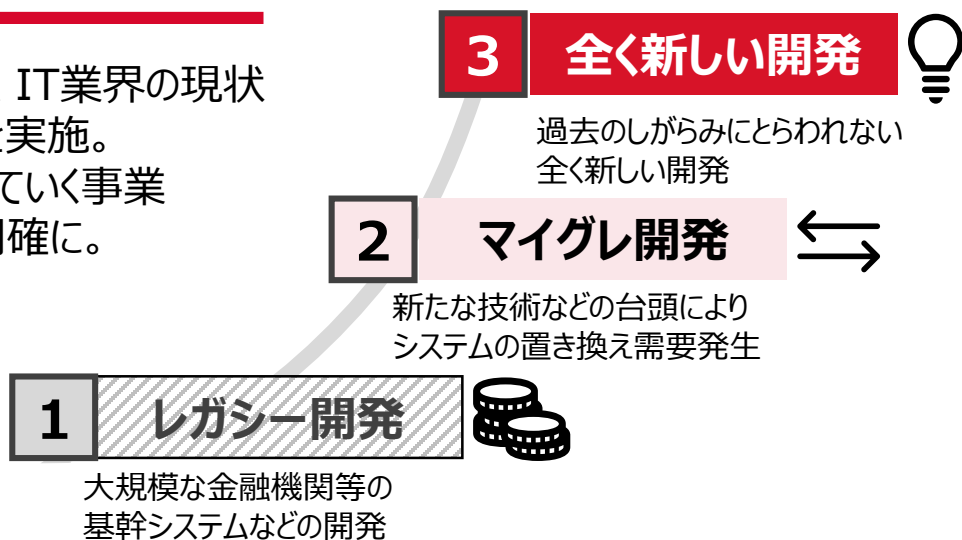 IT業界の現状
実施。
ていく事業
確に。
3 全く新しい開発
過去のしがらみにとらわれない
全く新しい開発
2 マイグレ開発
新たな技術などの台頭により
システムの置き換え需要発生
1 レガシー開発
大規模な金融機関等の
基幹システムなどの開発